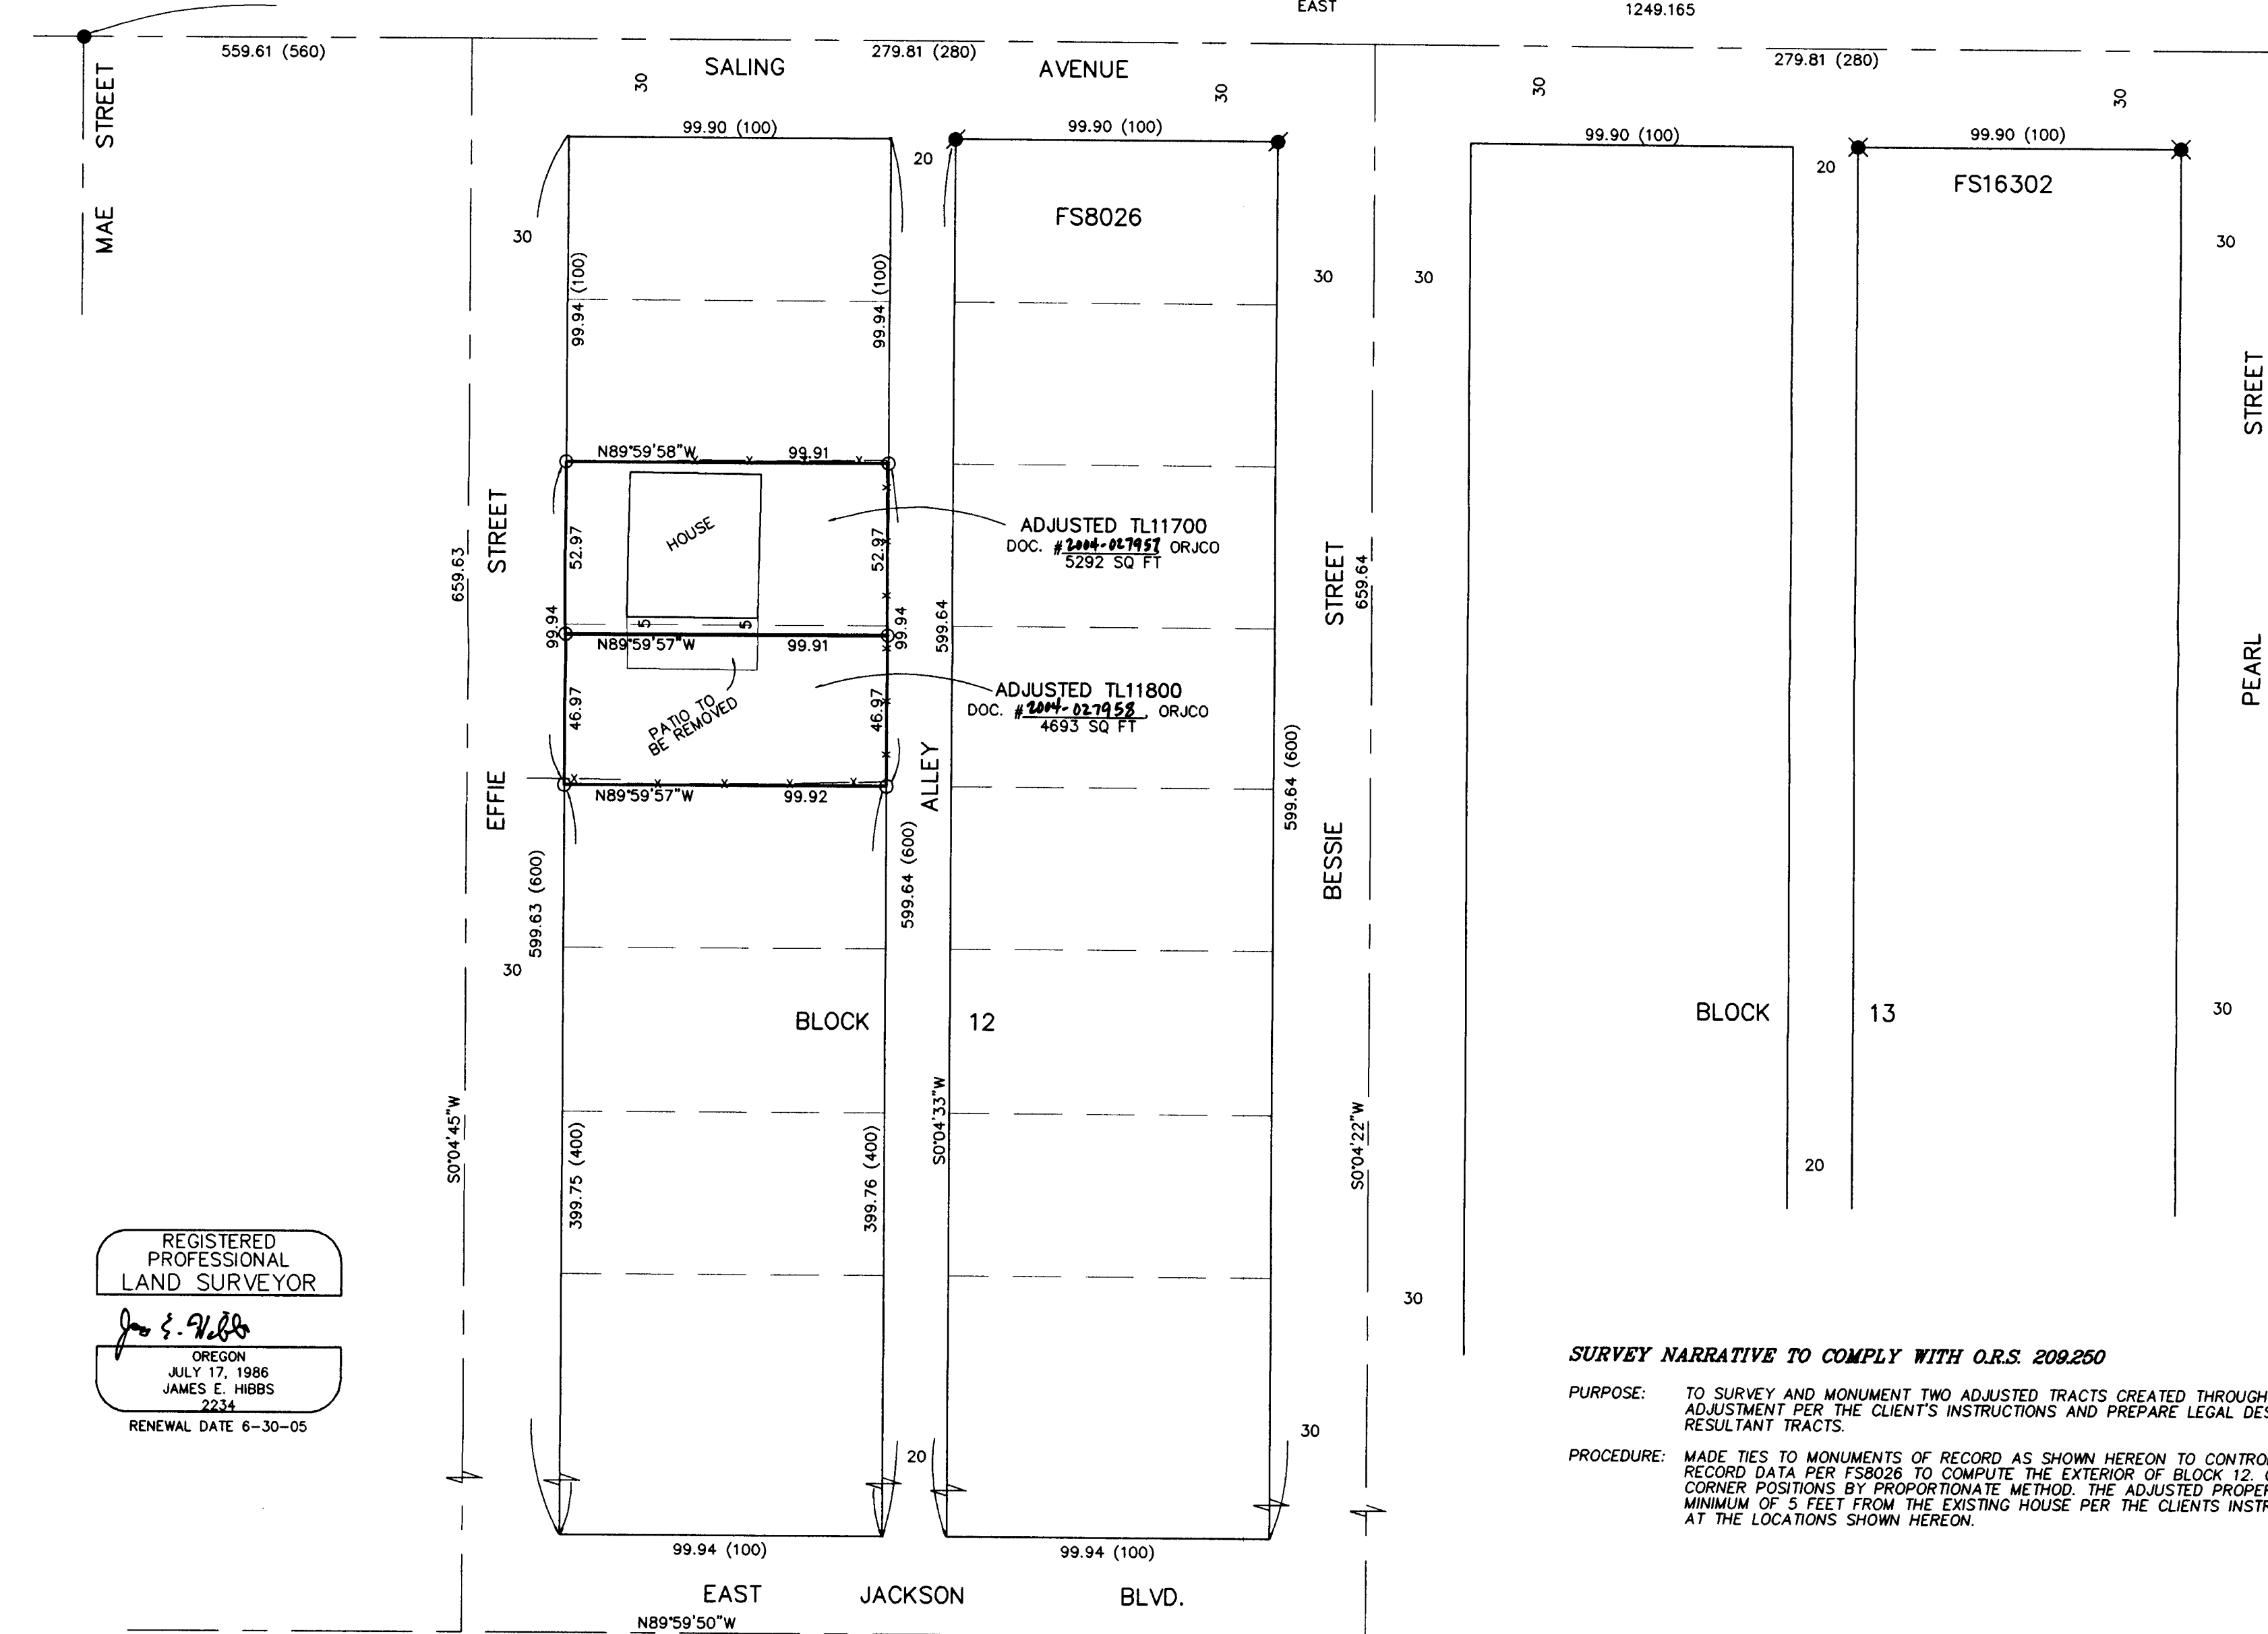 EAST
1249.165
559.61 (560)
279.81 (280)
279.81 (280)
SALING AVENUE
MAE STREET
30
30
30
30
99.90 (100)
99.90 (100)
99.90 (100)
99.90 (100)
20
20
FS8026
FS16302
30
30
30
30
99.94 (100)
99.94 (100)
N89°59'58"W 99.91
HOUSE
52.97
52.97
ADJUSTED TL11700
DOC. #2004-027957 ORJCO
5292 SQ FT
EFFIE STREET
659.63
BESSIE STREET
659.64
PEARL STREET
5 5
99.94
99.94
599.64
N89°59'57"W 99.91
46.97
46.97
PATIO TO
BE REMOVED
ADJUSTED TL11800
DOC. #2004-027958, ORJCO
4693 SQ FT
ALLEY
N89°59'57"W 99.92
599.63 (600)
599.64 (600)
599.64 (600)
30
30
BLOCK 12
BLOCK 13
S0°04'45"W
399.75 (400)
399.76 (400)
S0°04'33"W
S0°04'22"W
20
30
30
20
REGISTERED
PROFESSIONAL
LAND SURVEYOR
James E. Hibbs
OREGON
JULY 17, 1986
JAMES E. HIBBS
2234
RENEWAL DATE 6-30-05
99.94 (100)
99.94 (100)
EAST JACKSON BLVD.
N89°59'50"W
SURVEY NARRATIVE TO COMPLY WITH O.R.S. 209.250
PURPOSE: TO SURVEY AND MONUMENT TWO ADJUSTED TRACTS CREATED THROUGH
ADJUSTMENT PER THE CLIENT'S INSTRUCTIONS AND PREPARE LEGAL DES
RESULTANT TRACTS.
PROCEDURE: MADE TIES TO MONUMENTS OF RECORD AS SHOWN HEREON TO CONTRO
RECORD DATA PER FS8026 TO COMPUTE THE EXTERIOR OF BLOCK 12.
CORNER POSITIONS BY PROPORTIONATE METHOD. THE ADJUSTED PROPER
MINIMUM OF 5 FEET FROM THE EXISTING HOUSE PER THE CLIENTS INSTR
AT THE LOCATIONS SHOWN HEREON.